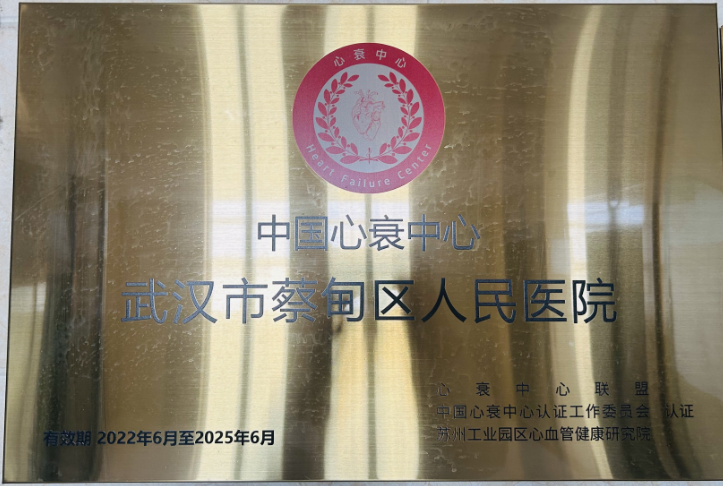 心衰中心
Heart Failure Center
中国心衰中心
武汉市蔡甸区人民医院
心衰中心联盟
中国心衰中心认证工作委员会 认证
苏州工业园区心血管健康研究院
有效期 2022年6月至2025年6月